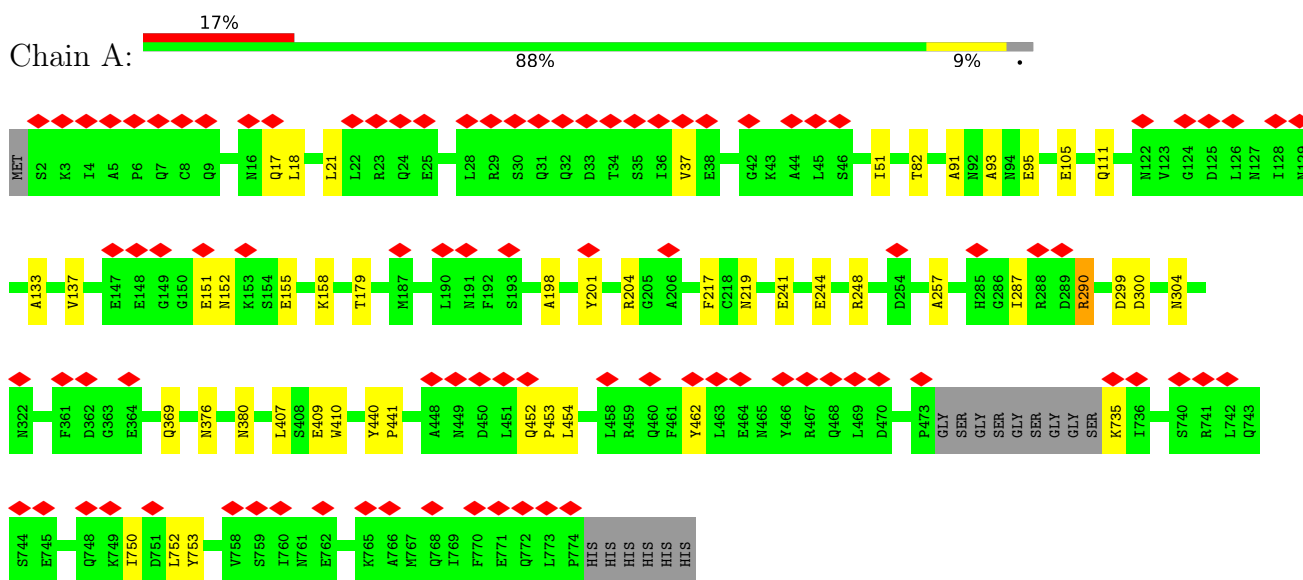 17%
Chain A:
88% 9% •
MET S2 K3 I4 A5 P6 Q7 C8 Q9 N16 Q17 L18 L21 L22 R23 Q24 E25 L28 R29 S30 Q31 Q32 D33 T34 S35 I36 V37 E38 G42 K43 A44 L45 S46 I51 T82 A91 N92 A93 N94 E95 E105 Q111 N122 V123 G124 D125 L126 N127 I128 N129
A133 V137 E147 E148 G149 G150 E151 N152 K153 S154 E155 K158 T179 M187 L190 N191 F192 S193 A198 Y201 R204 G205 A206 F217 C218 N219 E241 E244 R248 D254 A257 H285 G286 I287 R288 D289 R290 D299 D300 N304
N322 F361 D362 G363 E364 Q369 N376 N380 L407 S408 E409 W410 Y440 P441 A448 N449 D450 L451 Q452 P453 L454 L458 R459 Q460 F461 Y462 L463 E464 N465 Y466 R467 Q468 L469 D470 P473 GLY SER GLY SER GLY SER GLY GLY SER K735 I736 S740 R741 L742 Q743
S744 E745 Q748 K749 I750 D751 L752 Y753 V758 S759 I760 N761 E762 K765 A766 M767 Q768 I769 F770 E771 Q772 L773 P774 HIS HIS HIS HIS HIS HIS